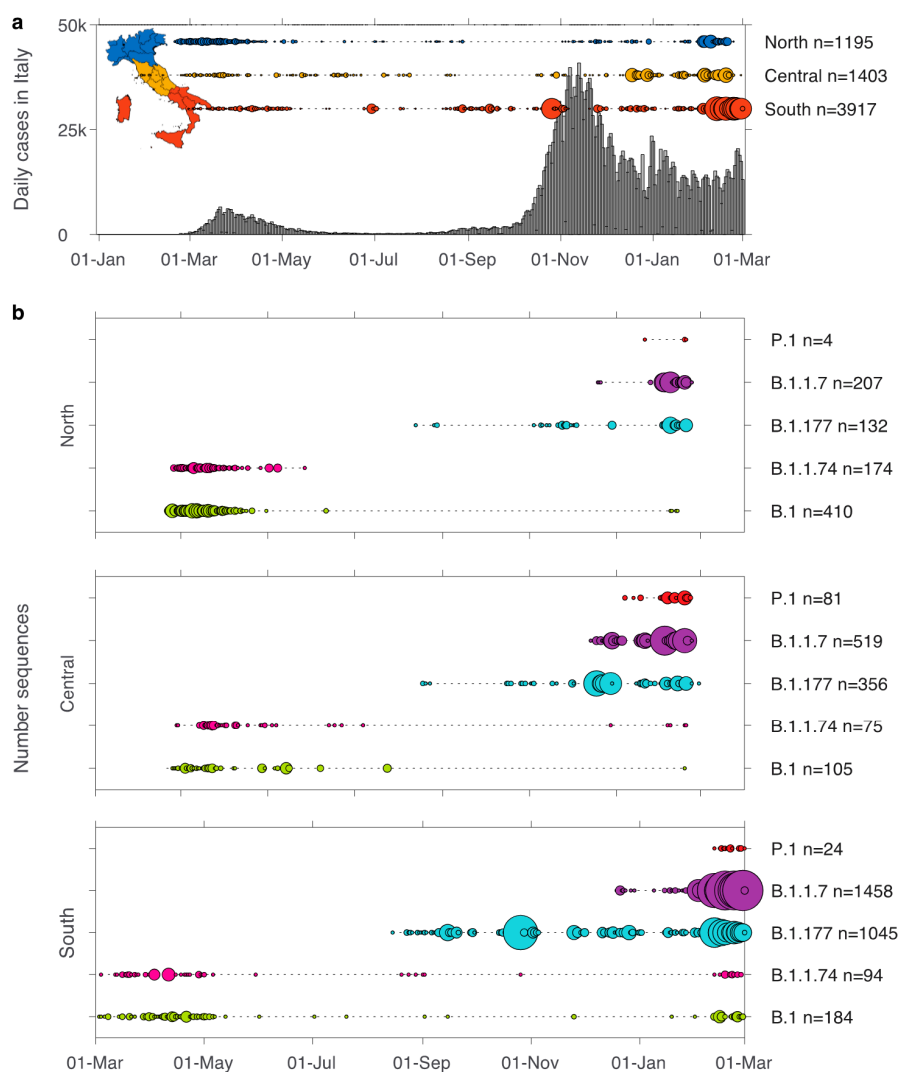 a
50k
25k
0
Daily cases in Italy
North n=1195
Central n=1403
South n=3917
01-Jan 01-Mar 01-May 01-Jul 01-Sep 01-Nov 01-Jan 01-Mar
b
Number sequences
North
P.1 n=4
B.1.1.7 n=207
B.1.177 n=132
B.1.1.74 n=174
B.1 n=410
Central
P.1 n=81
B.1.1.7 n=519
B.1.177 n=356
B.1.1.74 n=75
B.1 n=105
South
P.1 n=24
B.1.1.7 n=1458
B.1.177 n=1045
B.1.1.74 n=94
B.1 n=184
01-Mar 01-May 01-Jul 01-Sep 01-Nov 01-Jan 01-Mar